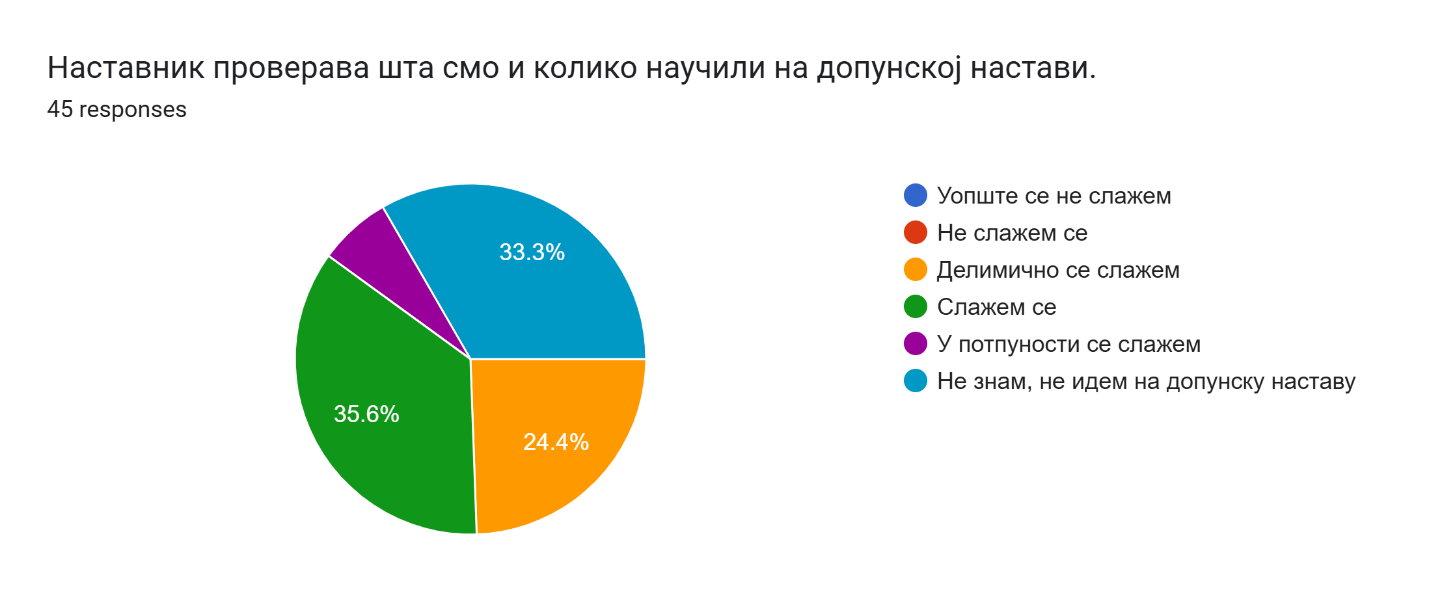 Наставник проверава шта смо и колико научили на допунској настави.
45 responses
33.3%
35.6%
24.4%
Уопште се не слажем
Не слажем се
Делимично се слажем
Слажем се
У потпуности се слажем
Не знам, не идем на допунску наставу